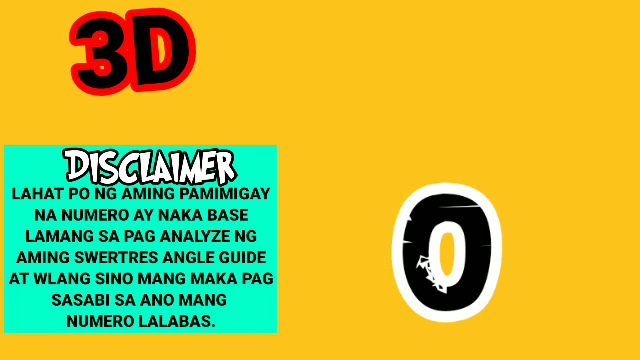 3D
DISCLAIMER
LAHAT PO NG AMING PAMIMIGAY
NA NUMERO AY NAKA BASE
LAMANG SA PAG ANALYZE NG
AMING SWERTRES ANGLE GUIDE
AT WLANG SINO MANG MAKA PAG
SASABI SA ANO MANG
NUMERO LALABAS.
0